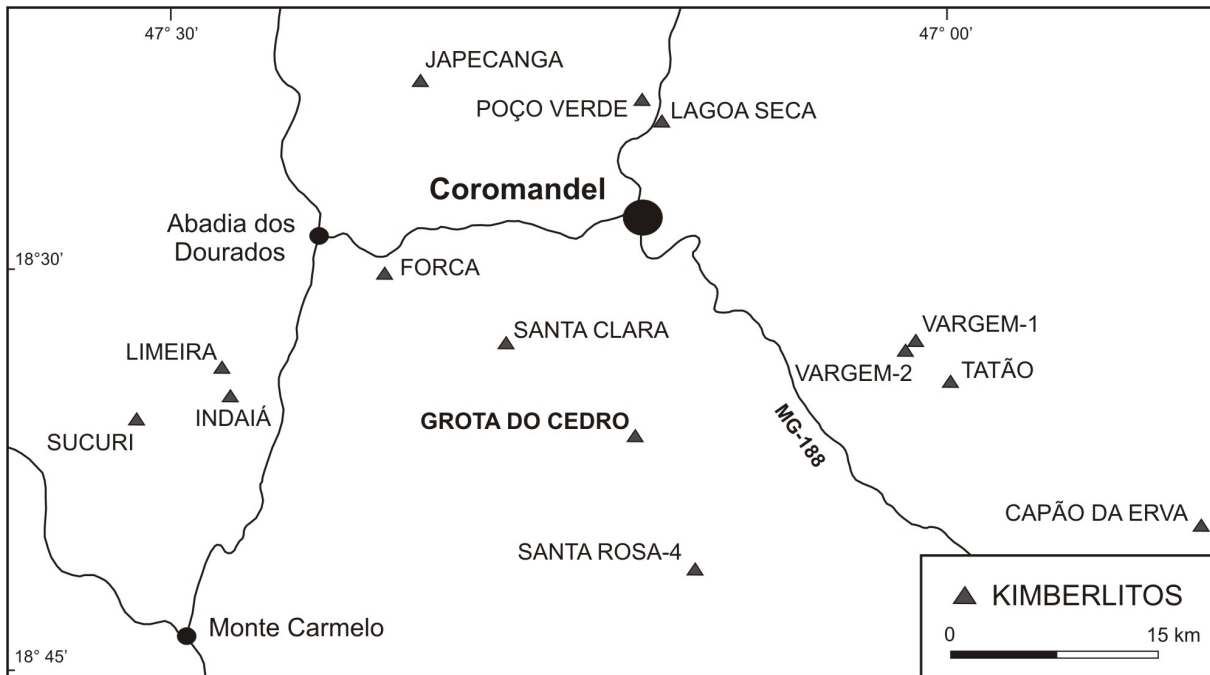 47° 30’
47° 00’
JAPECANGA
POÇO VERDE
LAGOA SECA
Coromandel
Abadia dos
Dourados
18°30’
FORCA
SANTA CLARA
VARGEM-1
LIMEIRA
VARGEM-2
TATÃO
INDAIÁ
GROTA DO CEDRO
SUCURI
MG-188
CAPÃO DA ERVA
SANTA ROSA-4
KIMBERLITOS
Monte Carmelo
0
15 km
18° 45’